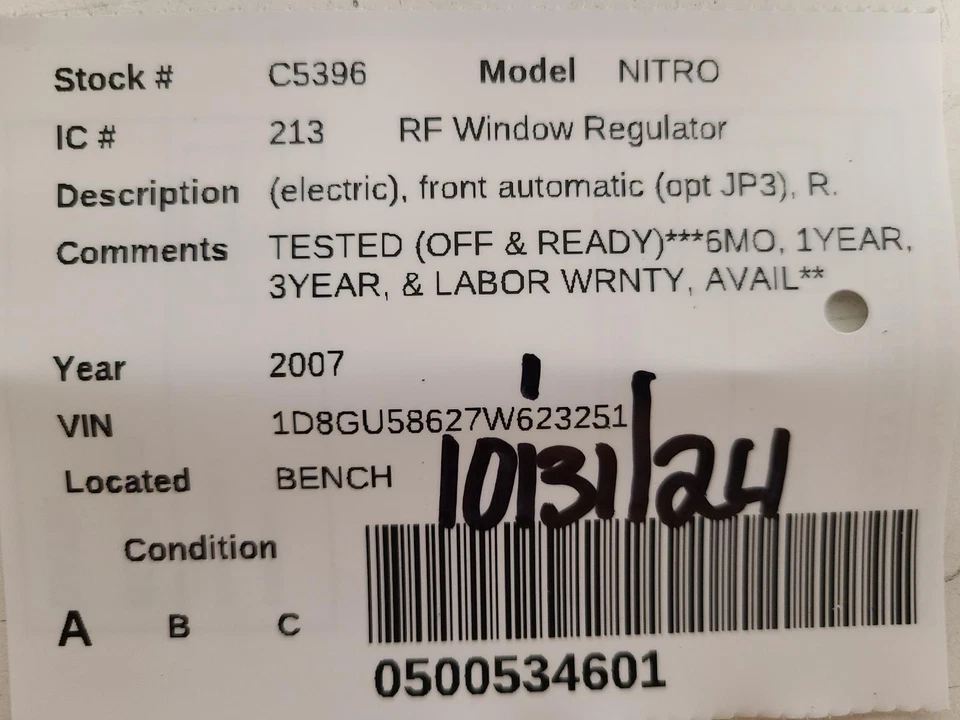 Stock # C5396 Model NITRO
IC # 213 RF Window Regulator
Description (electric), front automatic (opt JP3), R.
Comments TESTED (OFF & READY)***6MO, 1YEAR,
3YEAR, & LABOR WRNTY, AVAIL**
Year 2007
VIN 1D8GU58627W623251
Located BENCH
10/31/24
Condition
A B C
0500534601